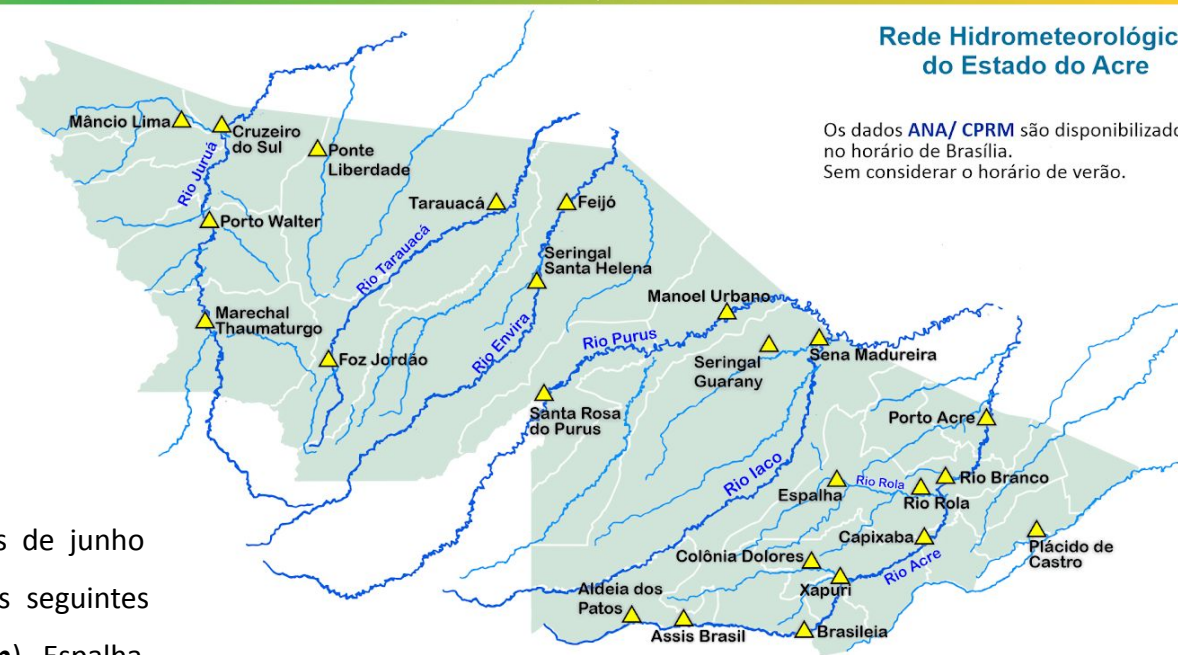 Rede Hidrometeorológic
do Estado do Acre
Os dados ANA/ CPRM são disponibilizado
no horário de Brasília.
Sem considerar o horário de verão.
Mâncio Lima
Cruzeiro
do Sul
Ponte
Liberdade
Rio Juruá
Porto Walter
Tarauacá
Feijó
Rio Tarauacá
Seringal
Santa Helena
Marechal
Thaumaturgo
Foz Jordão
Rio Envira
Manoel Urbano
Rio Purus
Seringal
Guarany
Sena Madureira
Santa Rosa
do Purus
Porto Acre
Rio Iaco
Espalha
Rio Rola
Rio Rola
Rio Branco
Capixaba
Plácido de
Castro
Colônia Dolores
Rio Acre
Xapuri
Aldeia dos
Patos
Assis Brasil
Brasileia
s de junho
s seguintes
) Espalha